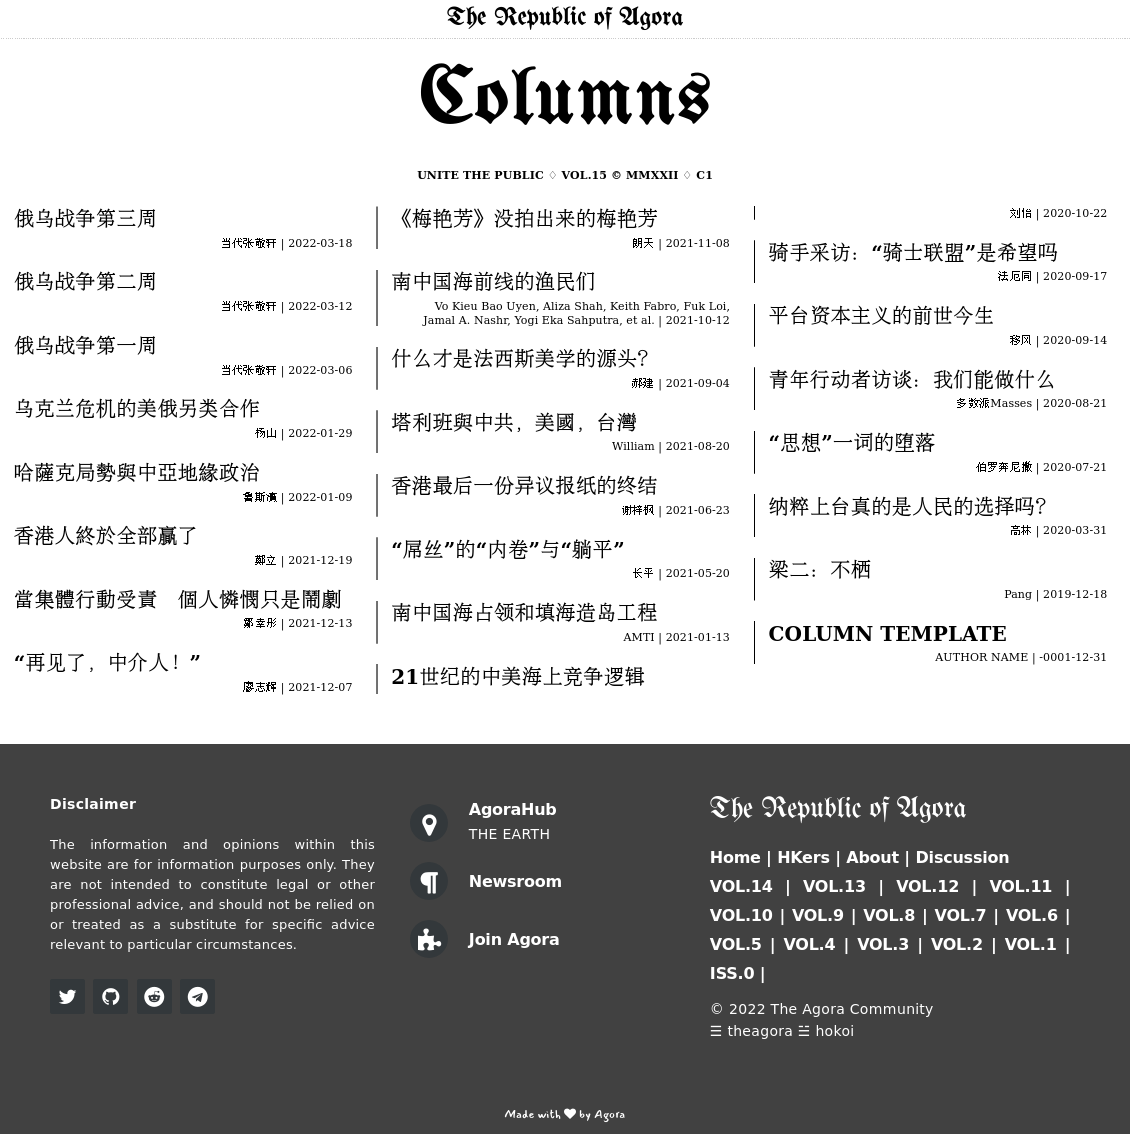 The Republic of Agora
Columns
UNITE THE PUBLIC ♢ VOL.15 © MMXXII ♢ C1
俄乌战争第三周
当代张敬轩 | 2022-03-18
俄乌战争第二周
当代张敬轩 | 2022-03-12
俄乌战争第一周
当代张敬轩 | 2022-03-06
乌克兰危机的美俄另类合作
杨山 | 2022-01-29
哈薩克局勢與中亞地緣政治
魯斯濱 | 2022-01-09
香港人終於全部赢了
鄭立 | 2021-12-19
當集體行動受責　個人憐憫只是鬧劇
鄒幸彤 | 2021-12-13
“再见了，中介人！”
廖志辉 | 2021-12-07
《梅艳芳》没拍出来的梅艳芳
朗天 | 2021-11-08
南中国海前线的渔民们
Vo Kieu Bao Uyen, Aliza Shah, Keith Fabro, Fuk Loi,
Jamal A. Nashr, Yogi Eka Sahputra, et al. | 2021-10-12
什么才是法西斯美学的源头？
郝建 | 2021-09-04
塔利班與中共，美國，台灣
William | 2021-08-20
香港最后一份异议报纸的终结
谢梓枫 | 2021-06-23
“屌丝”的“内卷”与“躺平”
长平 | 2021-05-20
南中国海占领和填海造岛工程
AMTI | 2021-01-13
21世纪的中美海上竞争逻辑
刘怡 | 2020-10-22
骑手采访：“骑士联盟”是希望吗
法厄同 | 2020-09-17
平台资本主义的前世今生
移风 | 2020-09-14
青年行动者访谈：我们能做什么
多数派Masses | 2020-08-21
“思想”一词的堕落
伯罗奔尼撒 | 2020-07-21
纳粹上台真的是人民的选择吗？
高林 | 2020-03-31
梁二：不栖
Pang | 2019-12-18
COLUMN TEMPLATE
AUTHOR NAME | -0001-12-31
Disclaimer
The information and opinions within this
website are for information purposes only. They
are not intended to constitute legal or other
professional advice, and should not be relied on
or treated as a substitute for specific advice
relevant to particular circumstances.
AgoraHub
THE EARTH
Newsroom
Join Agora
The Republic of Agora
Home | HKers | About | Discussion
VOL.14 | VOL.13 | VOL.12 | VOL.11 |
VOL.10 | VOL.9 | VOL.8 | VOL.7 | VOL.6 |
VOL.5 | VOL.4 | VOL.3 | VOL.2 | VOL.1 |
ISS.0 |
© 2022 The Agora Community
☰ theagora ☱ hokoi
Made with ♥ by Agora